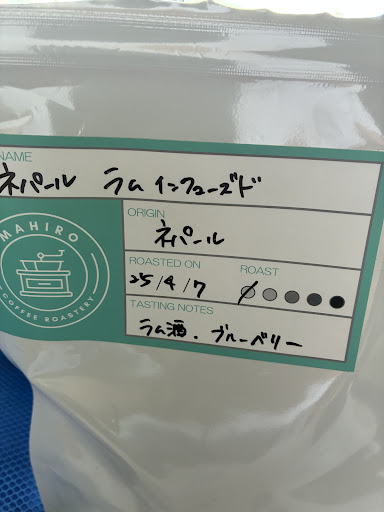 NAME
ネパール ラム インフューズド
ORIGIN
ネパール
MAHIRO
COFFEE ROASTERY
ROASTED ON
ROAST
25/4/7
TASTING NOTES
ラム酒. ブルーベリー